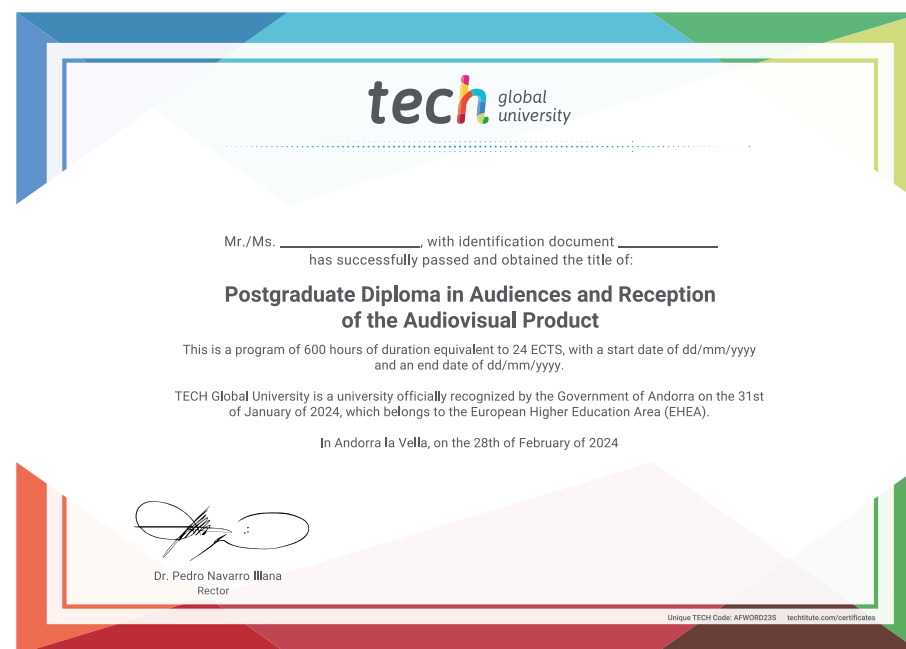 tech global
university
Mr./Ms. ____________, with identification document ____________
has successfully passed and obtained the title of:
Postgraduate Diploma in Audiences and Reception
of the Audiovisual Product
This is a program of 600 hours of duration equivalent to 24 ECTS, with a start date of dd/mm/yyyy
and an end date of dd/mm/yyyy.
TECH Global University is a university officially recognized by the Government of Andorra on the 31st
of January of 2024, which belongs to the European Higher Education Area (EHEA).
In Andorra la Vella, on the 28th of February of 2024
Dr. Pedro Navarro Illana
Rector
Unique TECH Code: AFWORD23S techtitute.com/certificates